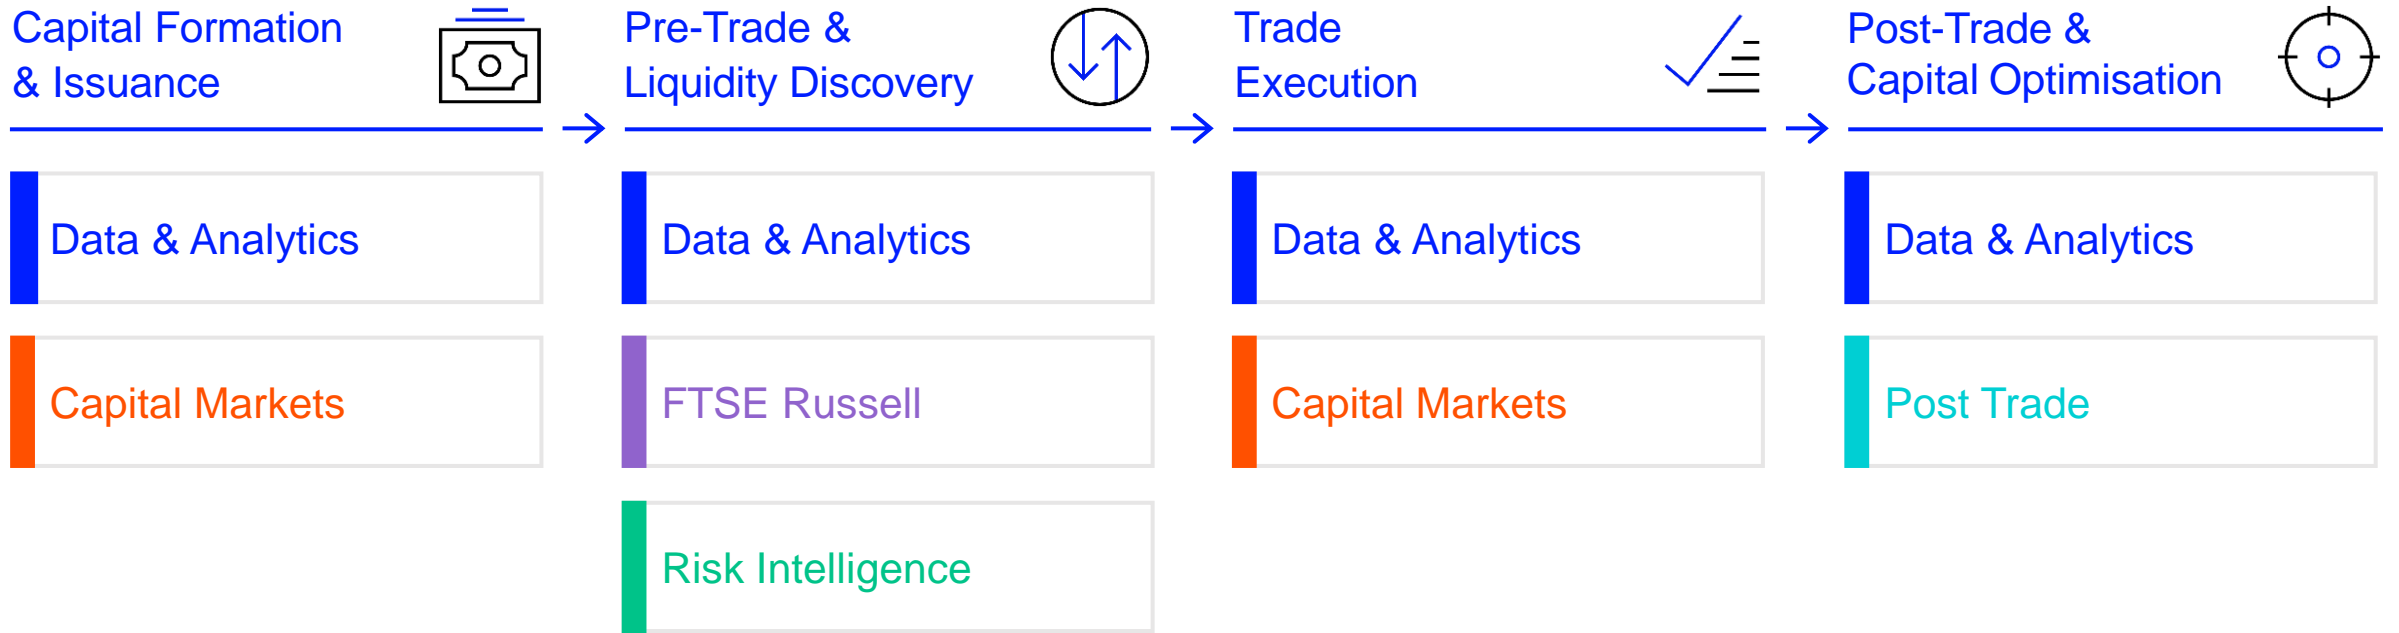 Capital Formation
& Issuance
Data & Analytics
Capital Markets
Pre-Trade &
Liquidity Discovery
Data & Analytics
FTSE Russell
Risk Intelligence
Trade
Execution
Data & Analytics
Capital Markets
Post-Trade &
Capital Optimisation
Data & Analytics
Post Trade